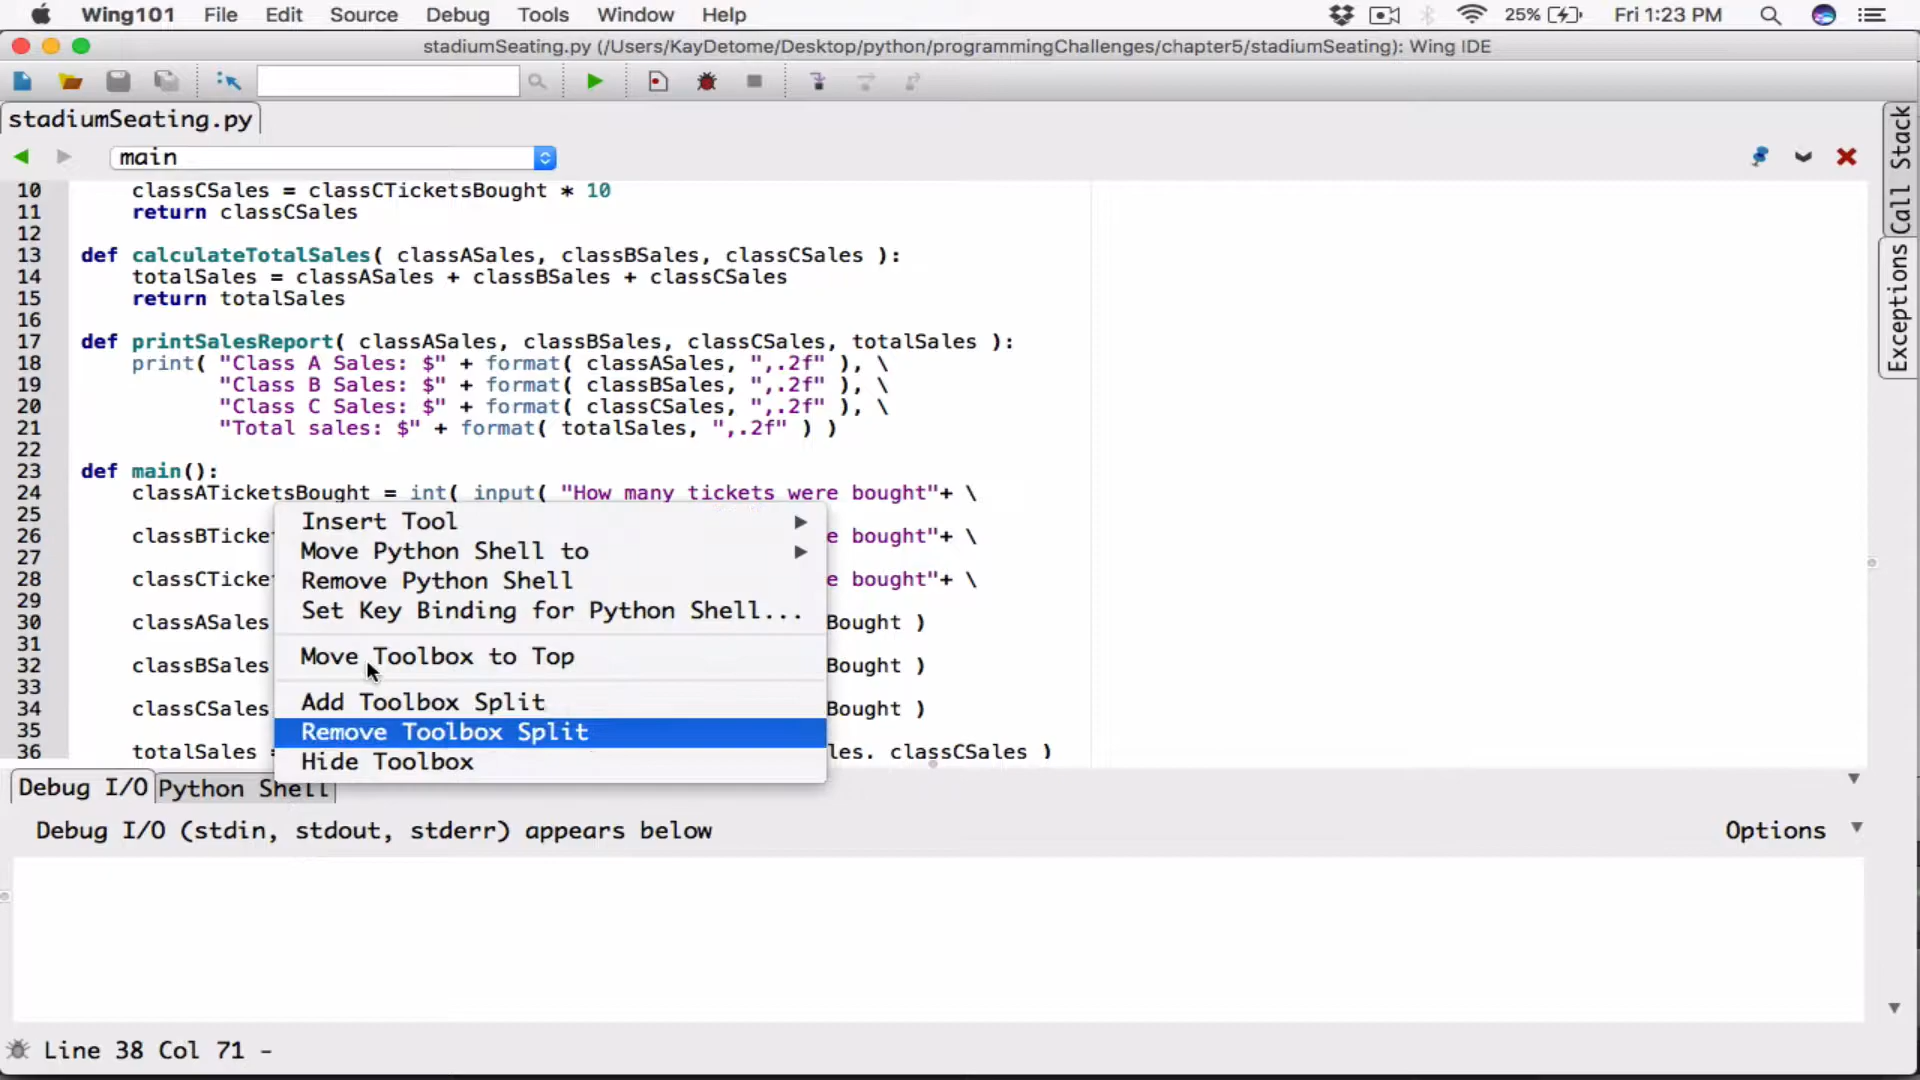 Wing101 File Edit Source Debug Tools Window Help 25% Fri 1:23 PM
stadiumSeating.py (/Users/KayDetome/Desktop/python/programmingChallenges/chapter5/stadiumSeating): Wing IDE
stadiumSeating.py
main
10 classCSales = classCTicketsBought * 10
11 return classCSales
12
13 def calculateTotalSales( classASales, classBSales, classCSales ):
14 totalSales = classASales + classBSales + classCSales
15 return totalSales
16
17 def printSalesReport( classASales, classBSales, classCSales, totalSales ):
18 print( "Class A Sales: $" + format( classASales, ",.2f" ), \
19 "Class B Sales: $" + format( classBSales, ",.2f" ), \
20 "Class C Sales: $" + format( classCSales, ",.2f" ), \
21 "Total sales: $" + format( totalSales, ",.2f" ) )
22
23 def main():
24 classATicketsBought = int( input( "How many tickets were bought"+ \
25
26 classBTicke e bought"+ \
27
28 classCTicke e bought"+ \
29
30 classASales Bought )
31
32 classBSales Bought )
33
34 classCSales Bought )
35
36 totalSales les. classCSales )
Insert Tool
Move Python Shell to
Remove Python Shell
Set Key Binding for Python Shell...
Move Toolbox to Top
Add Toolbox Split
Remove Toolbox Split
Hide Toolbox
Call Stack
Exceptions
Debug I/O Python Shell
Debug I/O (stdin, stdout, stderr) appears below Options
Line 38 Col 71 -